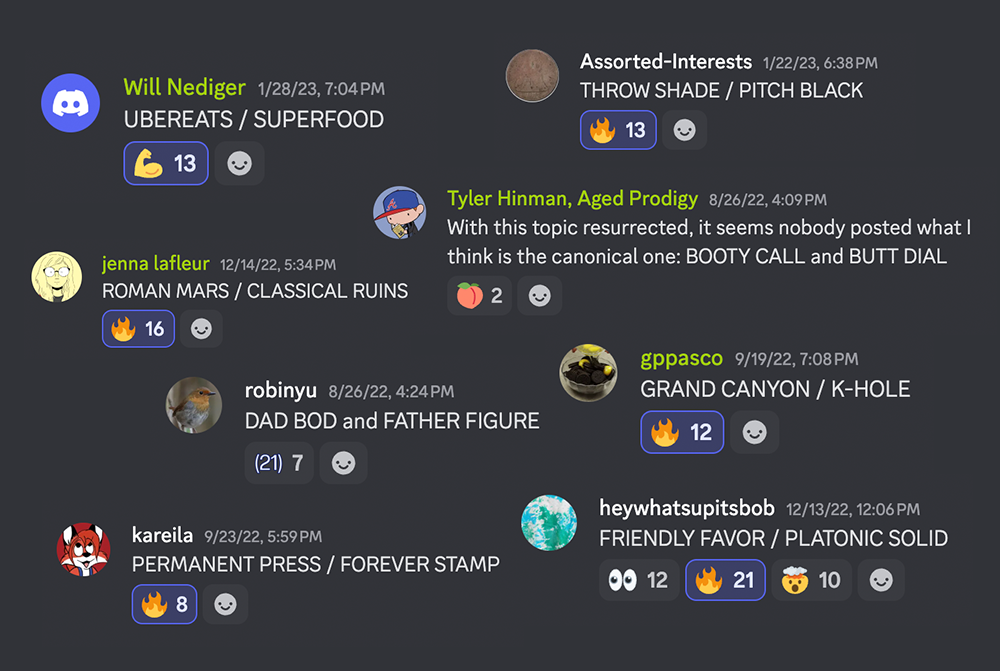 Will Nediger 1/28/23, 7:04 PM
UBEREATS / SUPERFOOD
13
Assorted-Interests 1/22/23, 6:38 PM
THROW SHADE / PITCH BLACK
13
Tyler Hinman, Aged Prodigy 8/26/22, 4:09 PM
With this topic resurrected, it seems nobody posted what I
think is the canonical one: BOOTY CALL and BUTT DIAL
2
jenna lafleur 12/14/22, 5:34 PM
ROMAN MARS / CLASSICAL RUINS
16
gppasco 9/19/22, 7:08 PM
GRAND CANYON / K-HOLE
12
robinyu 8/26/22, 4:24 PM
DAD BOD and FATHER FIGURE
(21) 7
heywhatsupitsbob 12/13/22, 12:06 PM
FRIENDLY FAVOR / PLATONIC SOLID
12 21 10
kareila 9/23/22, 5:59 PM
PERMANENT PRESS / FOREVER STAMP
8